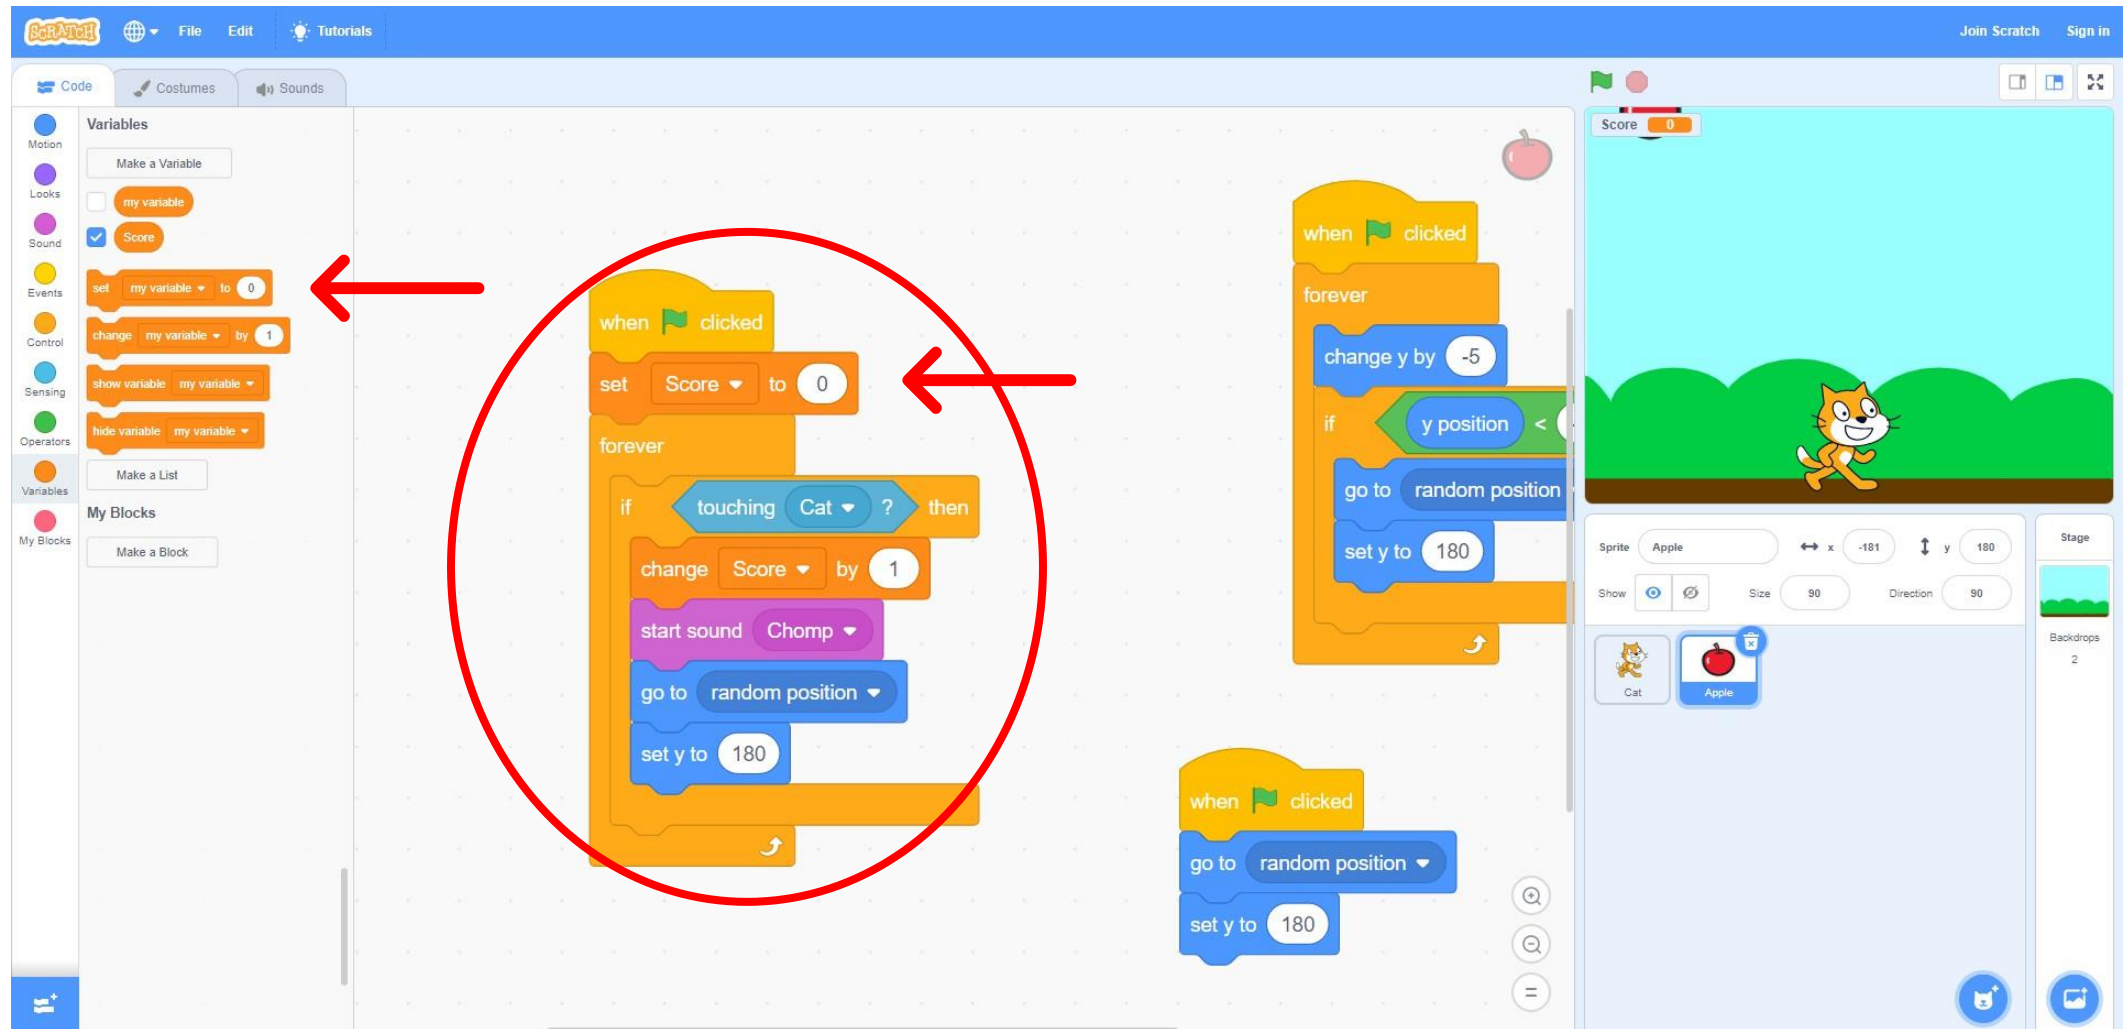 SCRATCH File Edit Tutorials Join Scratch Sign in
Code Costumes Sounds
Motion
Looks
Sound
Events
Control
Sensing
Operators
Variables
My Blocks
Variables
Make a Variable
my variable
Score
set my variable to 0
change my variable by 1
show variable my variable
hide variable my variable
Make a List
My Blocks
Make a Block
when clicked
set Score to 0
forever
if touching Cat ? then
change Score by 1
start sound Chomp
go to random position
set y to 180
when clicked
forever
change y by -5
if y position <
go to random position
set y to 180
when clicked
go to random position
set y to 180
Score 0
Sprite Apple x -181 y 180
Show Size 90 Direction 90
Cat
Apple
Stage
Backdrops
2